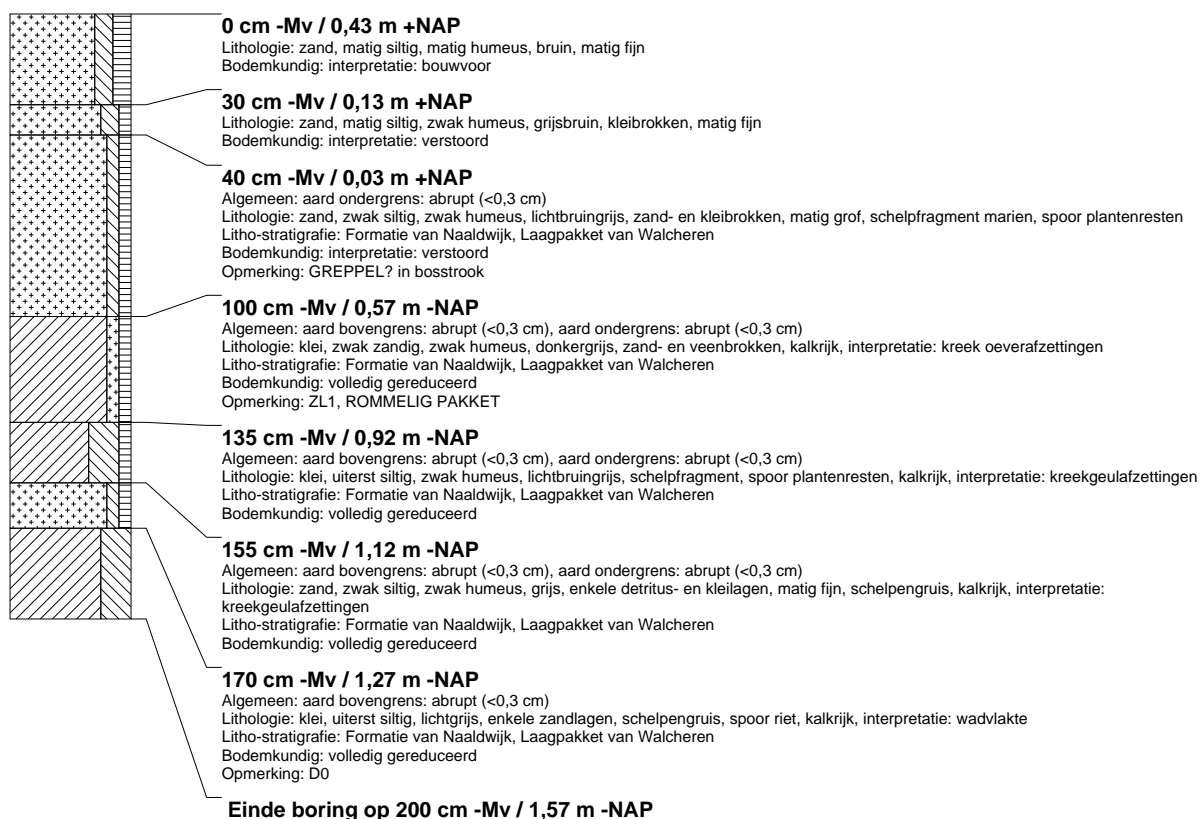 0 cm -Mv / 0,43 m +NAP
Lithologie: zand, matig siltig, matig humeus, bruin, matig fijn
Bodemkundig: interpretatie: bouwvoor
30 cm -Mv / 0,13 m +NAP
Lithologie: zand, matig siltig, zwak humeus, grijsbruin, kleibrokken, matig fijn
Bodemkundig: interpretatie: verstoord
40 cm -Mv / 0,03 m +NAP
Algemeen: aard ondergrens: abrupt (<0,3 cm)
Lithologie: zand, zwak siltig, zwak humeus, lichtbruingrijs, zand- en kleibrokken, matig grof, schelpfragment marien, spoor plantenresten
Litho-stratigrafie: Formatie van Naaldwijk, Laagpakket van Walcheren
Bodemkundig: interpretatie: verstoord
Opmerking: GREPPEL? in bosstrook
100 cm -Mv / 0,57 m -NAP
Algemeen: aard bovengrens: abrupt (<0,3 cm), aard ondergrens: abrupt (<0,3 cm)
Lithologie: klei, zwak zandig, zwak humeus, donkergrijs, zand- en veenbrokken, kalkrijk, interpretatie: kreek oeverafzettingen
Litho-stratigrafie: Formatie van Naaldwijk, Laagpakket van Walcheren
Bodemkundig: volledig gereduceerd
Opmerking: ZL1, ROMMELIG PAKKET
135 cm -Mv / 0,92 m -NAP
Algemeen: aard bovengrens: abrupt (<0,3 cm), aard ondergrens: abrupt (<0,3 cm)
Lithologie: klei, uiterst siltig, zwak humeus, lichtbruingrijs, schelpfragment, spoor plantenresten, kalkrijk, interpretatie: kreekgeulafzettingen
Litho-stratigrafie: Formatie van Naaldwijk, Laagpakket van Walcheren
Bodemkundig: volledig gereduceerd
155 cm -Mv / 1,12 m -NAP
Algemeen: aard bovengrens: abrupt (<0,3 cm), aard ondergrens: abrupt (<0,3 cm)
Lithologie: zand, zwak siltig, zwak humeus, grijs, enkele detritus- en kleilagen, matig fijn, schelpengruis, kalkrijk, interpretatie:
kreekgeulafzettingen
Litho-stratigrafie: Formatie van Naaldwijk, Laagpakket van Walcheren
Bodemkundig: volledig gereduceerd
170 cm -Mv / 1,27 m -NAP
Algemeen: aard bovengrens: abrupt (<0,3 cm)
Lithologie: klei, uiterst siltig, lichtgrijs, enkele zandlagen, schelpengruis, spoor riet, kalkrijk, interpretatie: wadvlakte
Litho-stratigrafie: Formatie van Naaldwijk, Laagpakket van Walcheren
Bodemkundig: volledig gereduceerd
Opmerking: D0
Einde boring op 200 cm -Mv / 1,57 m -NAP